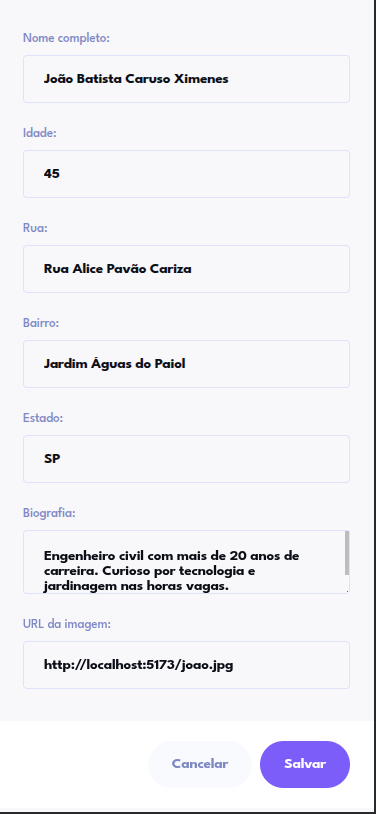 Nome completo:
João Batista Caruso Ximenes
Idade:
45
Rua:
Rua Alice Pavão Cariza
Bairro:
Jardim Águas do Paiol
Estado:
SP
Biografia:
Engenheiro civil com mais de 20 anos de
carreira. Curioso por tecnologia e
jardinagem nas horas vagas.
URL da imagem:
http://localhost:5173/joao.jpg
Cancelar
Salvar